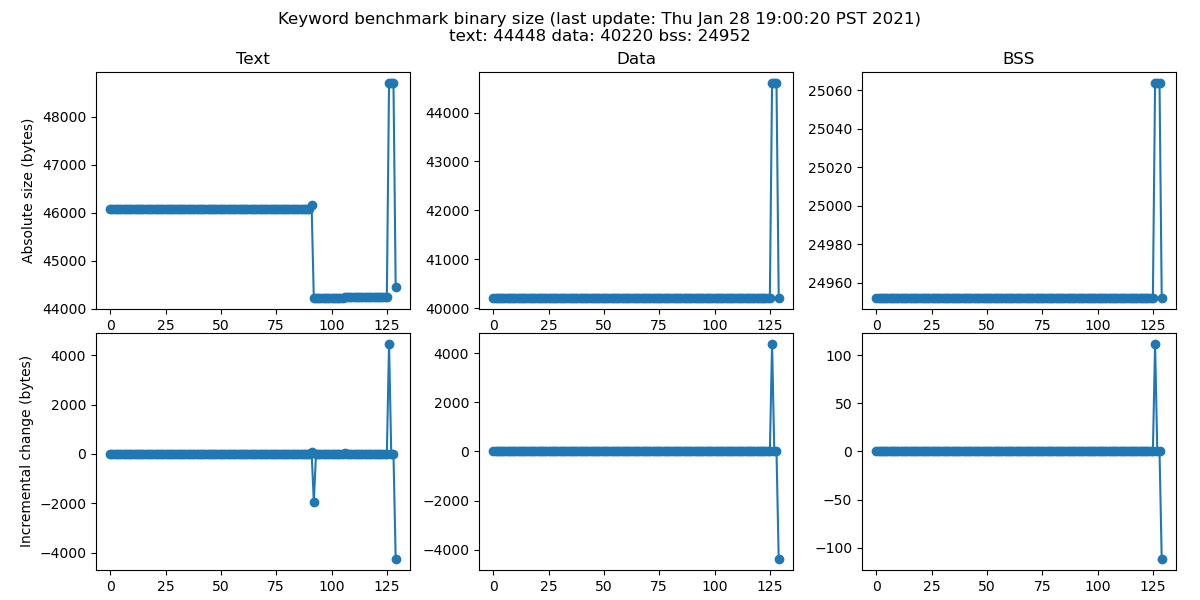 Keyword benchmark binary size (last update: Thu Jan 28 19:00:20 PST 2021)
text: 44448 data: 40220 bss: 24952
Text
Absolute size (bytes)
48000
47000
46000
45000
44000
0 25 50 75 100 125
Data
44000
43000
42000
41000
40000
0 25 50 75 100 125
BSS
25060
25040
25020
25000
24980
24960
0 25 50 75 100 125
Incremental change (bytes)
4000
2000
0
−2000
−4000
0 25 50 75 100 125
4000
2000
0
−2000
−4000
0 25 50 75 100 125
100
50
0
−50
−100
0 25 50 75 100 125